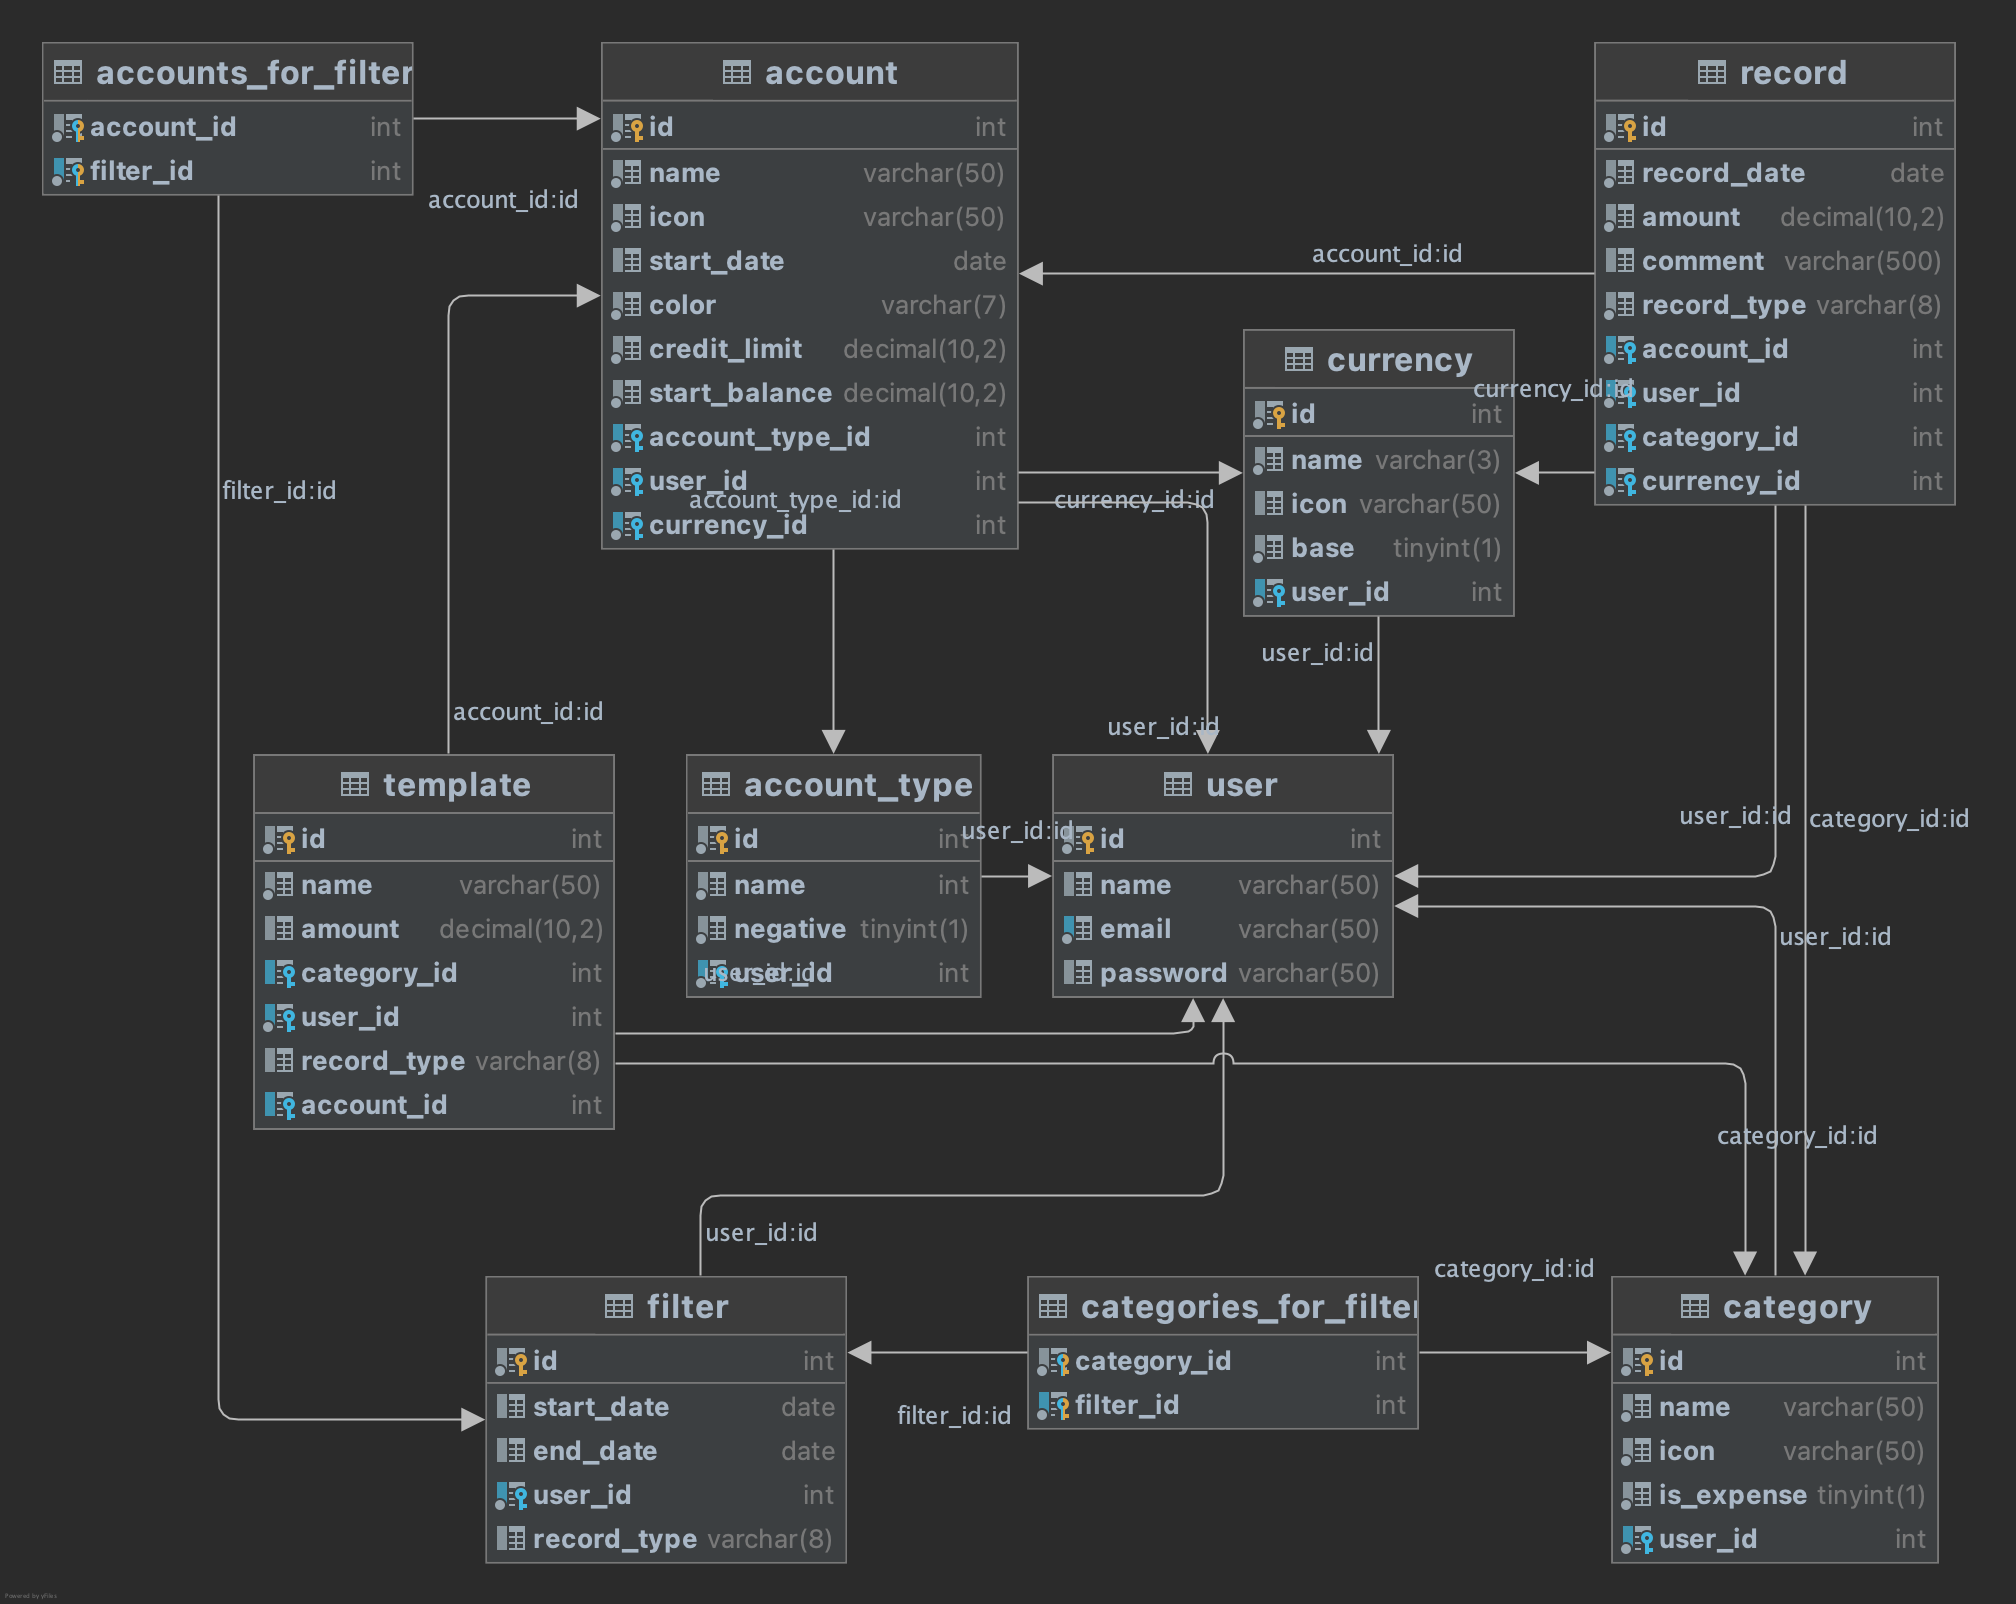 accounts_for_filter
account_id int
filter_id int
account
id int
name varchar(50)
icon varchar(50)
start_date date
color varchar(7)
credit_limit decimal(10,2)
start_balance decimal(10,2)
account_type_id int
user_id int
currency_id int
record
id int
record_date date
amount decimal(10,2)
comment varchar(500)
record_type varchar(8)
account_id int
user_id int
category_id int
currency_id int
currency
id int
name varchar(3)
icon varchar(50)
base tinyint(1)
user_id int
account_id:id
account_id:id
currency_id:id
filter_id:id
account_type_id:id
currency_id:id
user_id:id
account_id:id
user_id:id
template
id int
name varchar(50)
amount decimal(10,2)
category_id int
user_id int
record_type varchar(8)
account_id int
account_type
id int
name int
negative tinyint(1)
user_id int
user
id int
name varchar(50)
email varchar(50)
password varchar(50)
user_id:id
user_id:id
category_id:id
user_id:id
user_id:id
category_id:id
user_id:id
category_id:id
filter_id:id
filter
id int
start_date date
end_date date
user_id int
record_type varchar(8)
categories_for_filter
category_id int
filter_id int
category
id int
name varchar(50)
icon varchar(50)
is_expense tinyint(1)
user_id int
Powered by yFiles